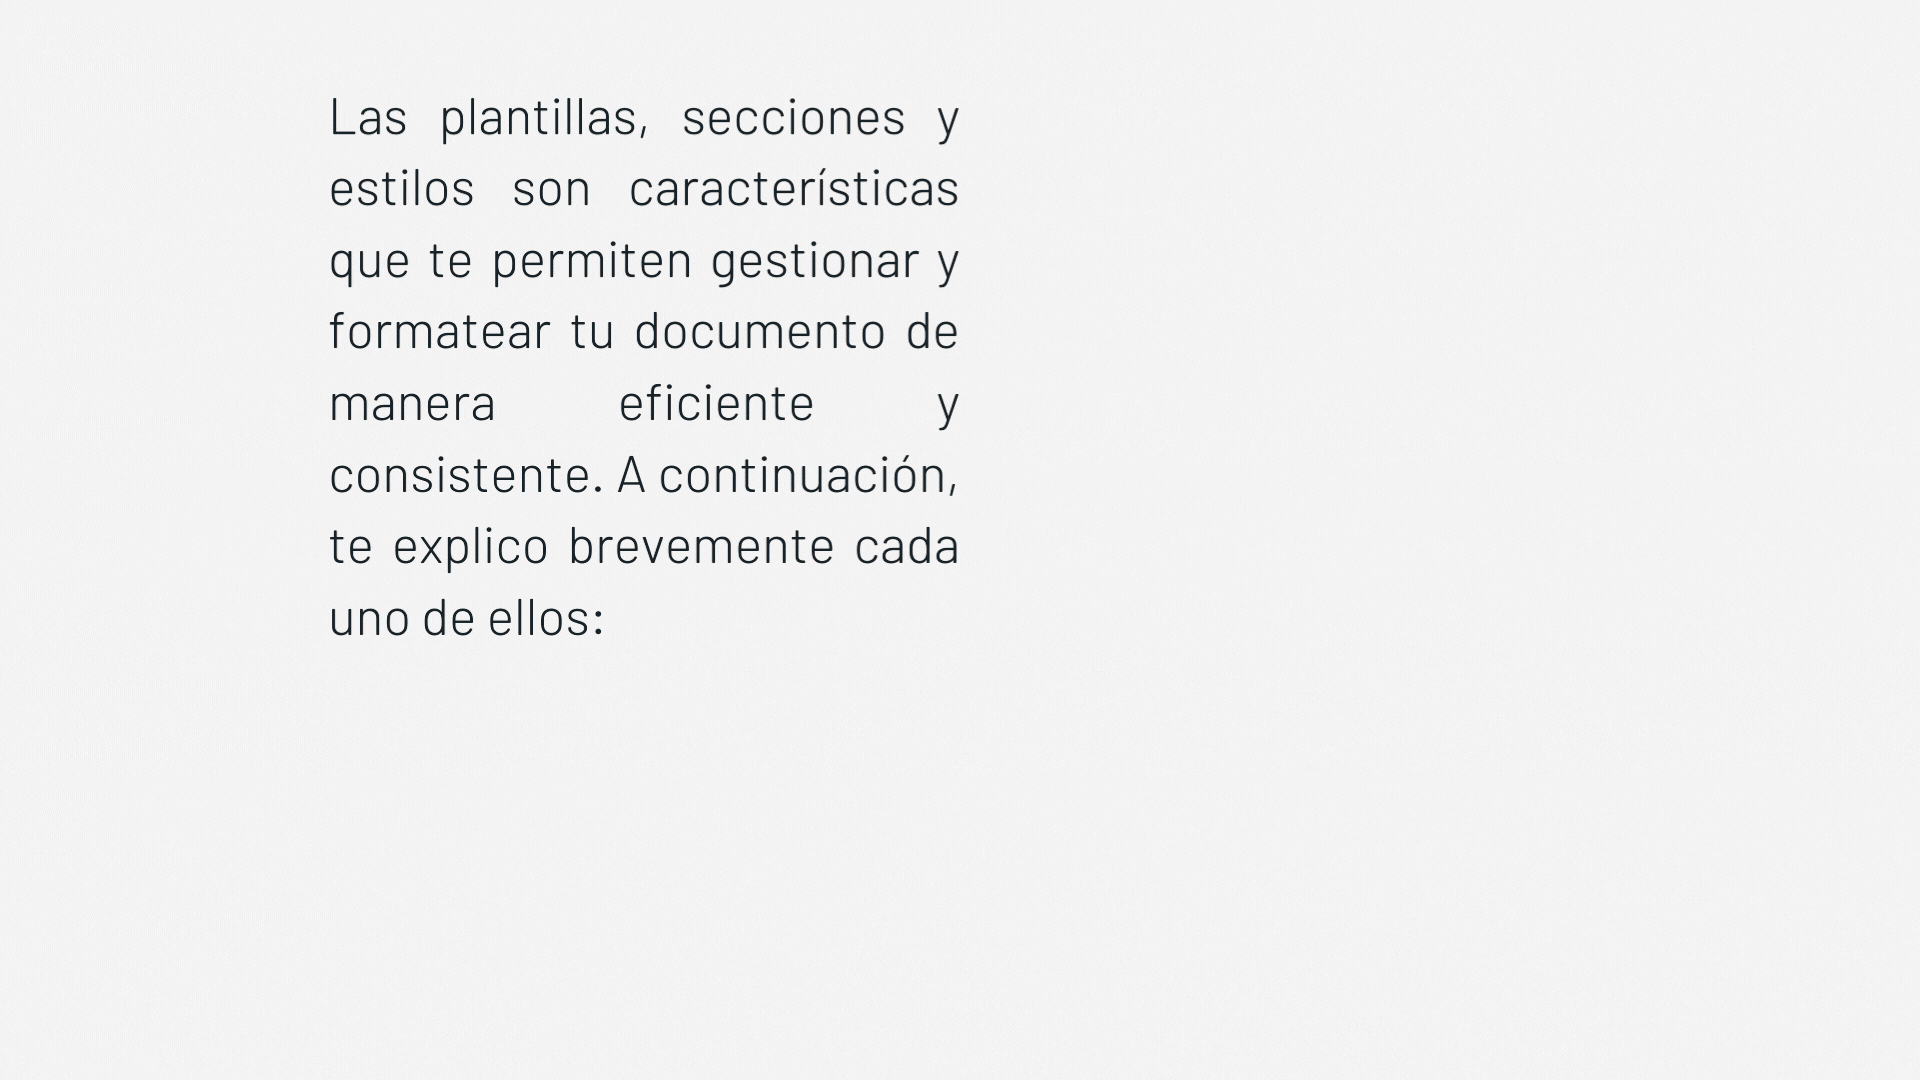 Las plantillas, secciones y
estilos son características
que te permiten gestionar y
formatear tu documento de
manera eficiente y
consistente. A continuación,
te explico brevemente cada
uno de ellos: